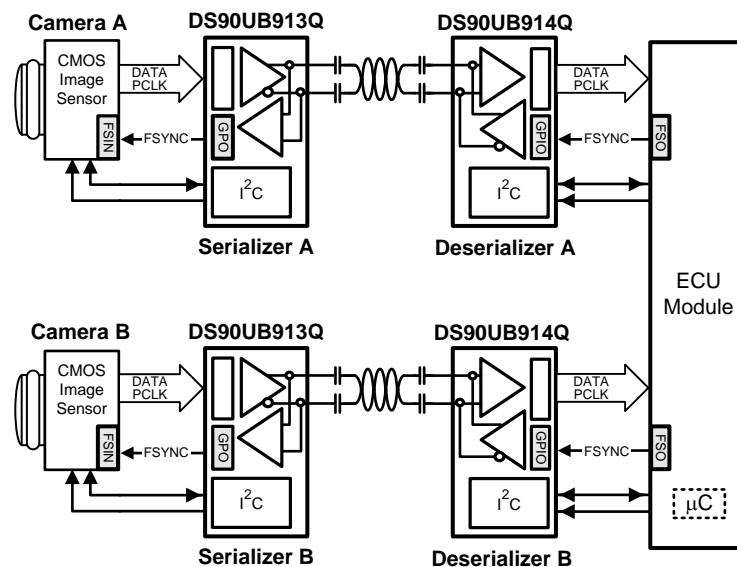 Camera A
DS90UB913Q
DS90UB914Q
CMOS
Image
Sensor
DATA
PCLK
DATA
PCLK
FSIN
FSYNC
GPO
GPIO
FSYNC
FSO
I²C
I²C
Serializer A
Deserializer A
ECU
Module
Camera B
DS90UB913Q
DS90UB914Q
CMOS
Image
Sensor
DATA
PCLK
DATA
PCLK
FSIN
FSYNC
GPO
GPIO
FSYNC
FSO
I²C
I²C
μC
Serializer B
Deserializer B